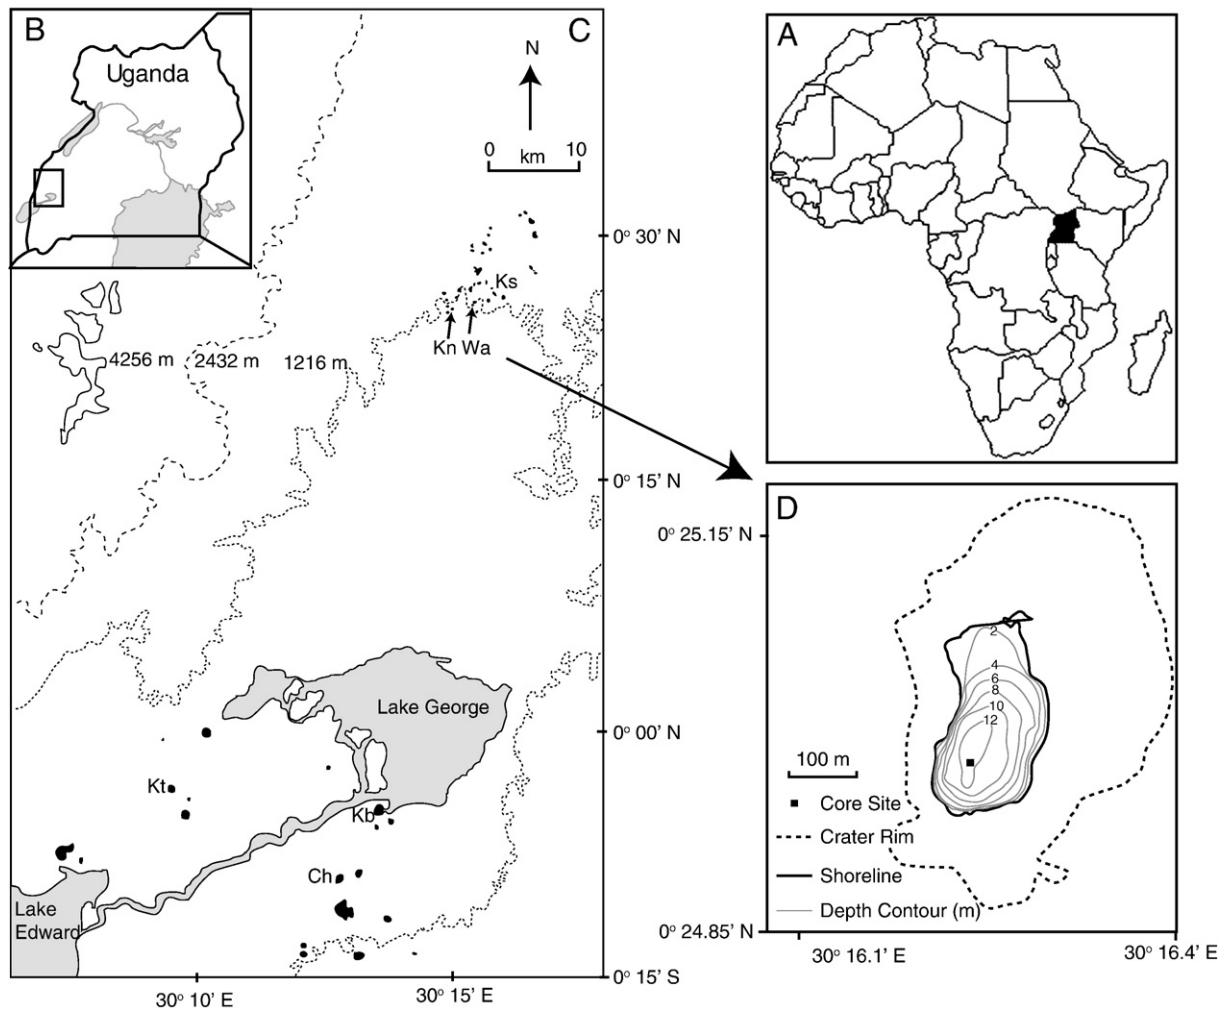 B
Uganda
C
N
0 10
km
0° 30' N
Ks
Kn Wa
4256 m 2432 m 1216 m
0° 15' N
Lake George
0° 00' N
Kt
Kb
Ch
Lake
Edward
0° 15' S
30° 10' E
30° 15' E
A
D
0° 25.15' N
2
4
6
8
10
12
100 m
Core Site
Crater Rim
Shoreline
Depth Contour (m)
0° 24.85' N
30° 16.1' E
30° 16.4' E